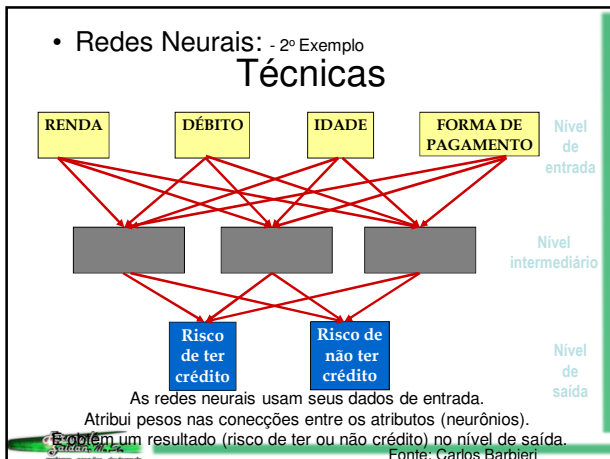 • Redes Neurais: - 2º Exemplo
Técnicas
RENDA
DÉBITO
IDADE
FORMA DE
PAGAMENTO
Nível
de
entrada
Nível
intermediário
Risco
de ter
crédito
Risco de
não ter
crédito
Nível
de
saída
As redes neurais usam seus dados de entrada.
Atribui pesos nas conecções entre os atributos (neurônios).
E obtém um resultado (risco de ter ou não crédito) no nível de saída.
Fonte: Carlos Barbieri